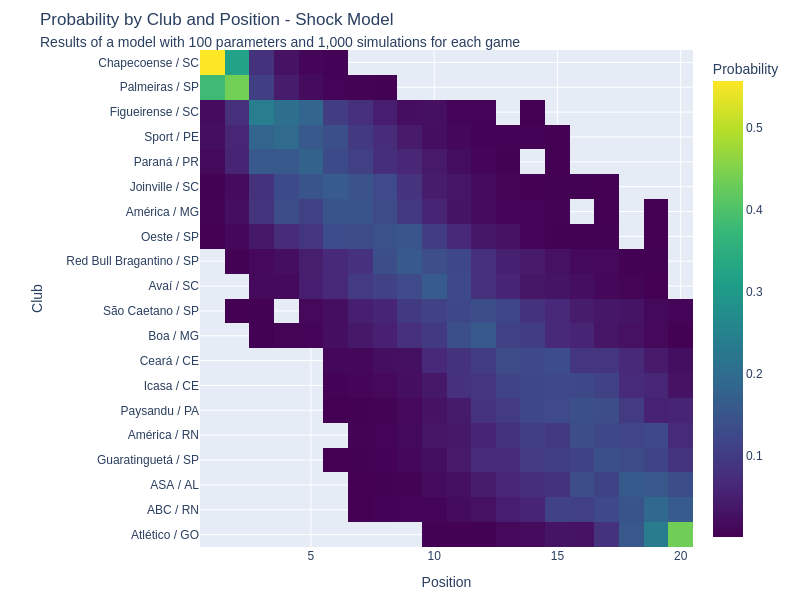 Probability by Club and Position - Shock Model
Results of a model with 100 parameters and 1,000 simulations for each game
Chapecoense / SC
Palmeiras / SP
Figueirense / SC
Sport / PE
Paraná / PR
Joinville / SC
América / MG
Oeste / SP
Red Bull Bragantino / SP
Avaí / SC
São Caetano / SP
Boa / MG
Ceará / CE
Icasa / CE
Paysandu / PA
América / RN
Guaratinguetá / SP
ASA / AL
ABC / RN
Atlético / GO
Club
5
10
15
20
Position
Probability
0.5
0.4
0.3
0.2
0.1